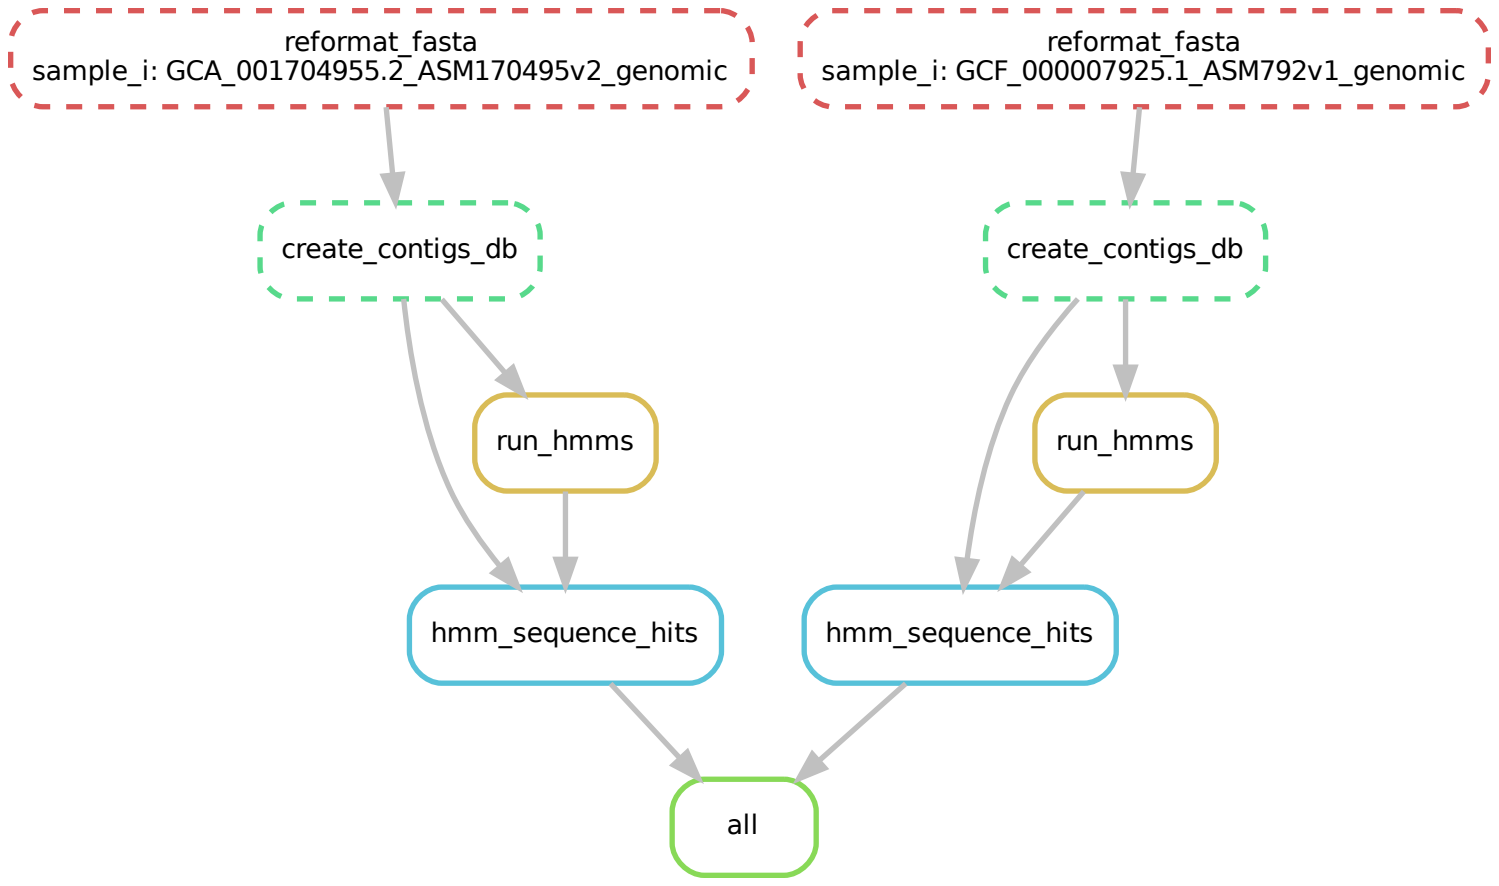 reformat_fasta
sample_i: GCA_001704955.2_ASM170495v2_genomic
reformat_fasta
sample_i: GCF_000007925.1_ASM792v1_genomic
create_contigs_db
create_contigs_db
run_hmms
run_hmms
hmm_sequence_hits
hmm_sequence_hits
all